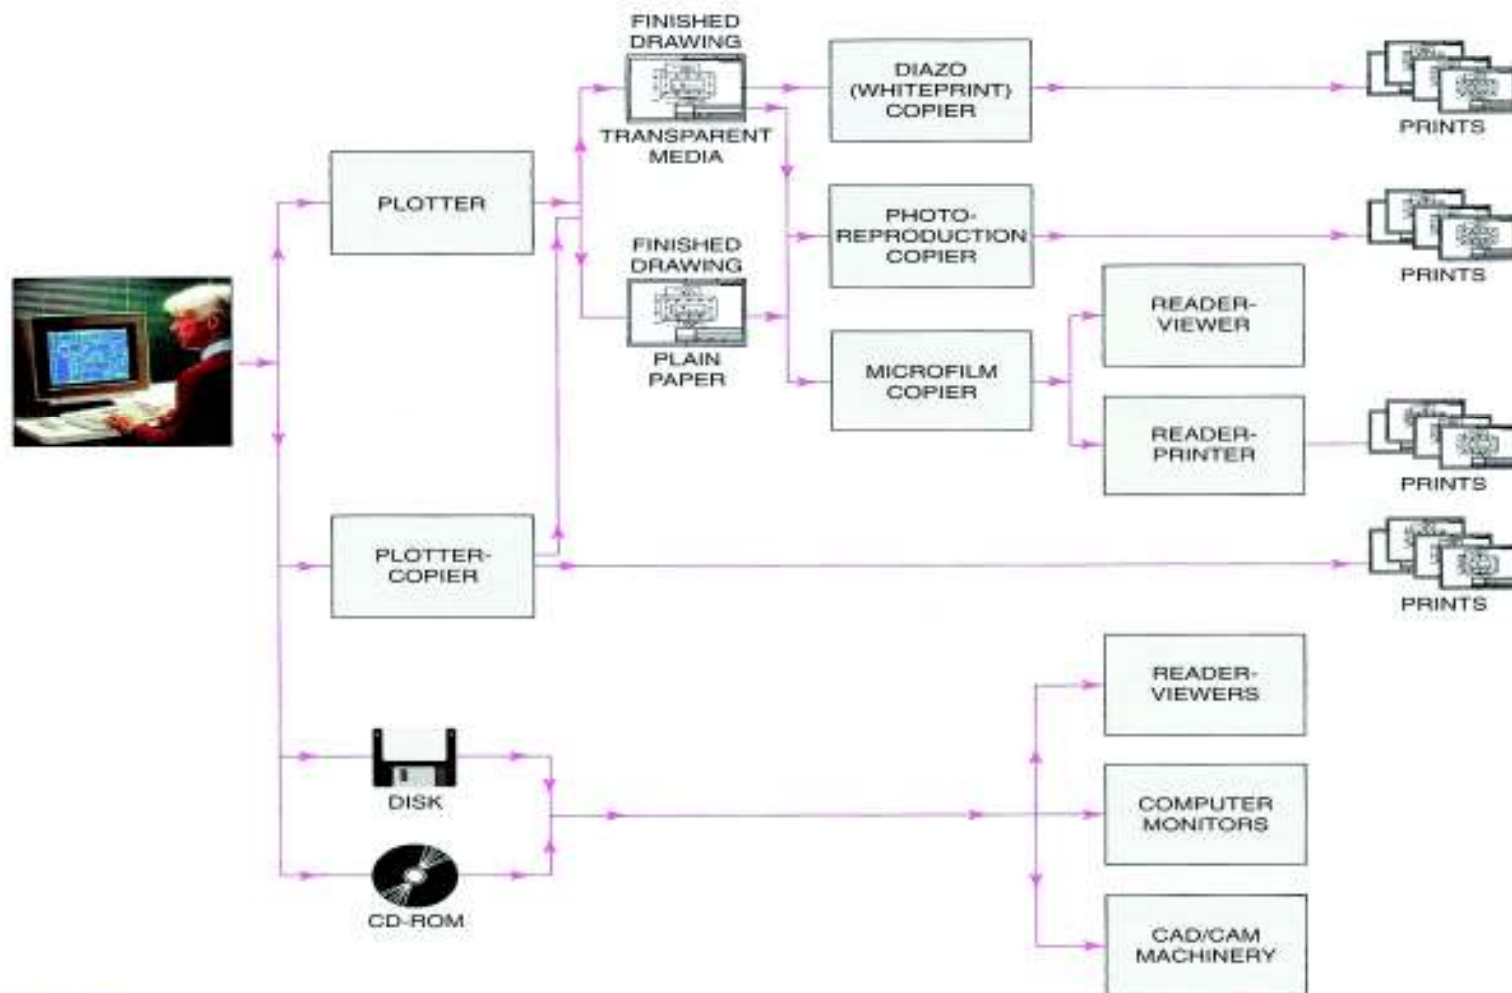 FINISHED
DRAWING
TRANSPARENT
MEDIA
DIAZO
(WHITEPRINT)
COPIER
PRINTS
PLOTTER
FINISHED
DRAWING
PLAIN
PAPER
PHOTO-
REPRODUCTION
COPIER
PRINTS
MICROFILM
COPIER
READER-
VIEWER
READER-
PRINTER
PRINTS
PLOTTER-
COPIER
PRINTS
DISK
CD-ROM
READER-
VIEWERS
COMPUTER
MONITORS
CAD/CAM
MACHINERY